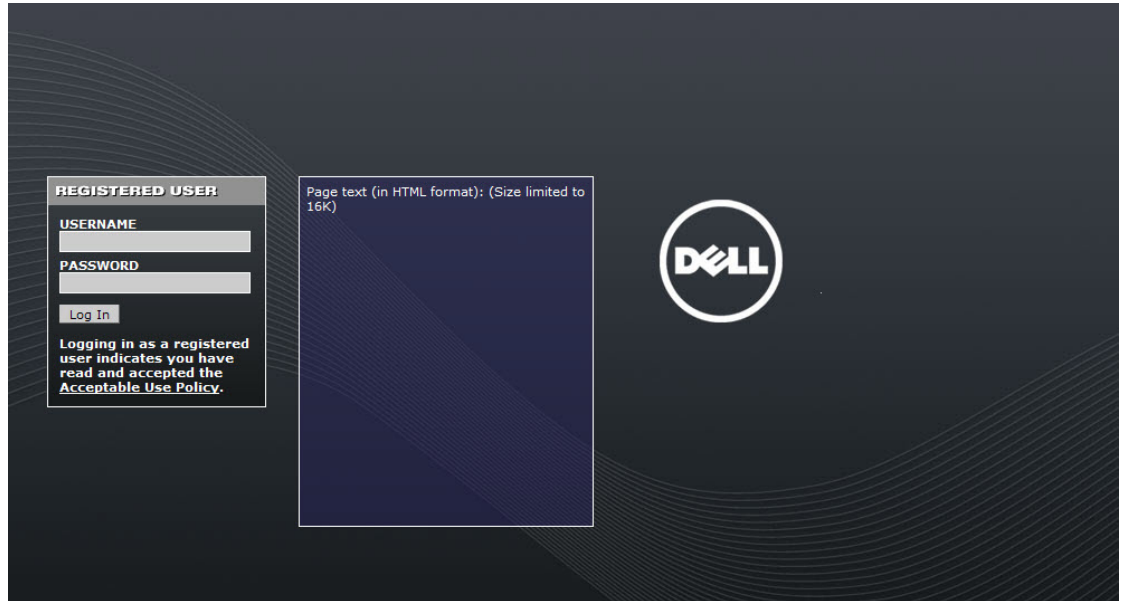 REGISTERED USER
USERNAME
PASSWORD
Log In
Logging in as a registered
user indicates you have
read and accepted the
Acceptable Use Policy.
Page text (in HTML format): (Size limited to
16K)
DELL